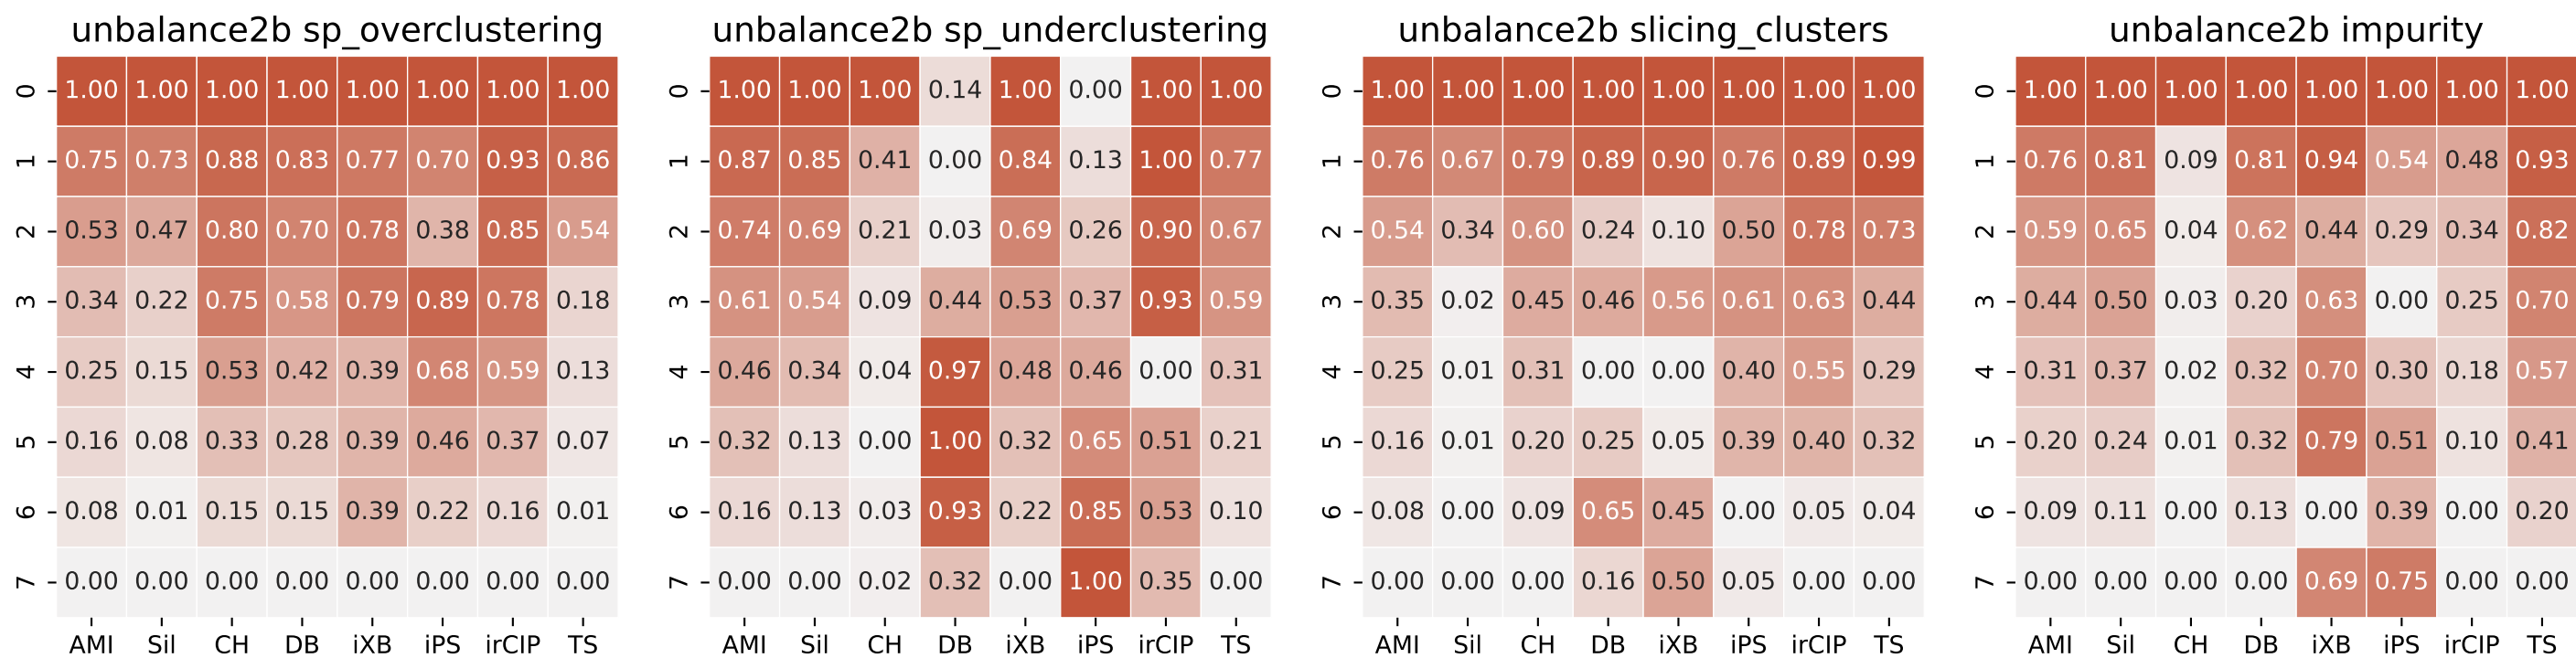 unbalance2b sp_overclustering unbalance2b sp_underclustering unbalance2b slicing_clusters unbalance2b impurity
0 1.00 1.00 1.00 1.00 1.00 1.00 1.00 1.00 0 1.00 1.00 1.00 0.14 1.00 0.00 1.00 1.00 0 1.00 1.00 1.00 1.00 1.00 1.00 1.00 1.00 0 1.00 1.00 1.00 1.00 1.00 1.00 1.00 1.00
1 0.75 0.73 0.88 0.83 0.77 0.70 0.93 0.86 1 0.87 0.85 0.41 0.00 0.84 0.13 1.00 0.77 1 0.76 0.67 0.79 0.89 0.90 0.76 0.89 0.99 1 0.76 0.81 0.09 0.81 0.94 0.54 0.48 0.93
2 0.53 0.47 0.80 0.70 0.78 0.38 0.85 0.54 2 0.74 0.69 0.21 0.03 0.69 0.26 0.90 0.67 2 0.54 0.34 0.60 0.24 0.10 0.50 0.78 0.73 2 0.59 0.65 0.04 0.62 0.44 0.29 0.34 0.82
3 0.34 0.22 0.75 0.58 0.79 0.89 0.78 0.18 3 0.61 0.54 0.09 0.44 0.53 0.37 0.93 0.59 3 0.35 0.02 0.45 0.46 0.56 0.61 0.63 0.44 3 0.44 0.50 0.03 0.20 0.63 0.00 0.25 0.70
4 0.25 0.15 0.53 0.42 0.39 0.68 0.59 0.13 4 0.46 0.34 0.04 0.97 0.48 0.46 0.00 0.31 4 0.25 0.01 0.31 0.00 0.00 0.40 0.55 0.29 4 0.31 0.37 0.02 0.32 0.70 0.30 0.18 0.57
5 0.16 0.08 0.33 0.28 0.39 0.46 0.37 0.07 5 0.32 0.13 0.00 1.00 0.32 0.65 0.51 0.21 5 0.16 0.01 0.20 0.25 0.05 0.39 0.40 0.32 5 0.20 0.24 0.01 0.32 0.79 0.51 0.10 0.41
6 0.08 0.01 0.15 0.15 0.39 0.22 0.16 0.01 6 0.16 0.13 0.03 0.93 0.22 0.85 0.53 0.10 6 0.08 0.00 0.09 0.65 0.45 0.00 0.05 0.04 6 0.09 0.11 0.00 0.13 0.00 0.39 0.00 0.20
7 0.00 0.00 0.00 0.00 0.00 0.00 0.00 0.00 7 0.00 0.00 0.02 0.32 0.00 1.00 0.35 0.00 7 0.00 0.00 0.00 0.16 0.50 0.05 0.00 0.00 7 0.00 0.00 0.00 0.00 0.69 0.75 0.00 0.00
AMI Sil CH DB iXB iPS irCIP TS AMI Sil CH DB iXB iPS irCIP TS AMI Sil CH DB iXB iPS irCIP TS AMI Sil CH DB iXB iPS irCIP TS